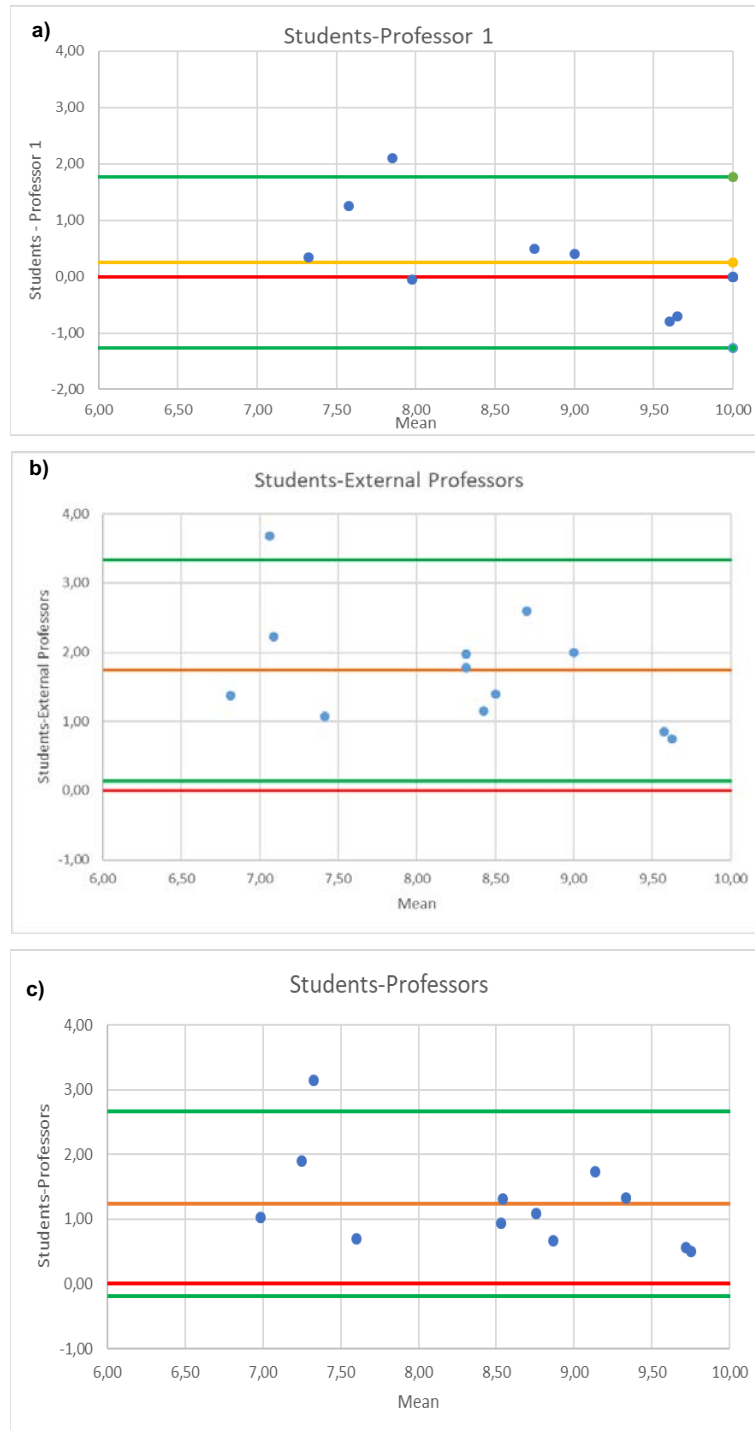 a)
Students-Professor 1
Students - Professor 1
4,00
3,00
2,00
1,00
0,00
-1,00
-2,00
6,00 6,50 7,00 7,50 8,00 8,50 9,00 9,50 10,00
Mean
b)
Students-External Professors
Students-External Professors
4,00
3,00
2,00
1,00
0,00
-1,00
6,00 6,50 7,00 7,50 8,00 8,50 9,00 9,50 10,00
Mean
c)
Students-Professors
Students-Professors
4,00
3,00
2,00
1,00
0,00
-1,00
6,00 6,50 7,00 7,50 8,00 8,50 9,00 9,50 10,00
Mean